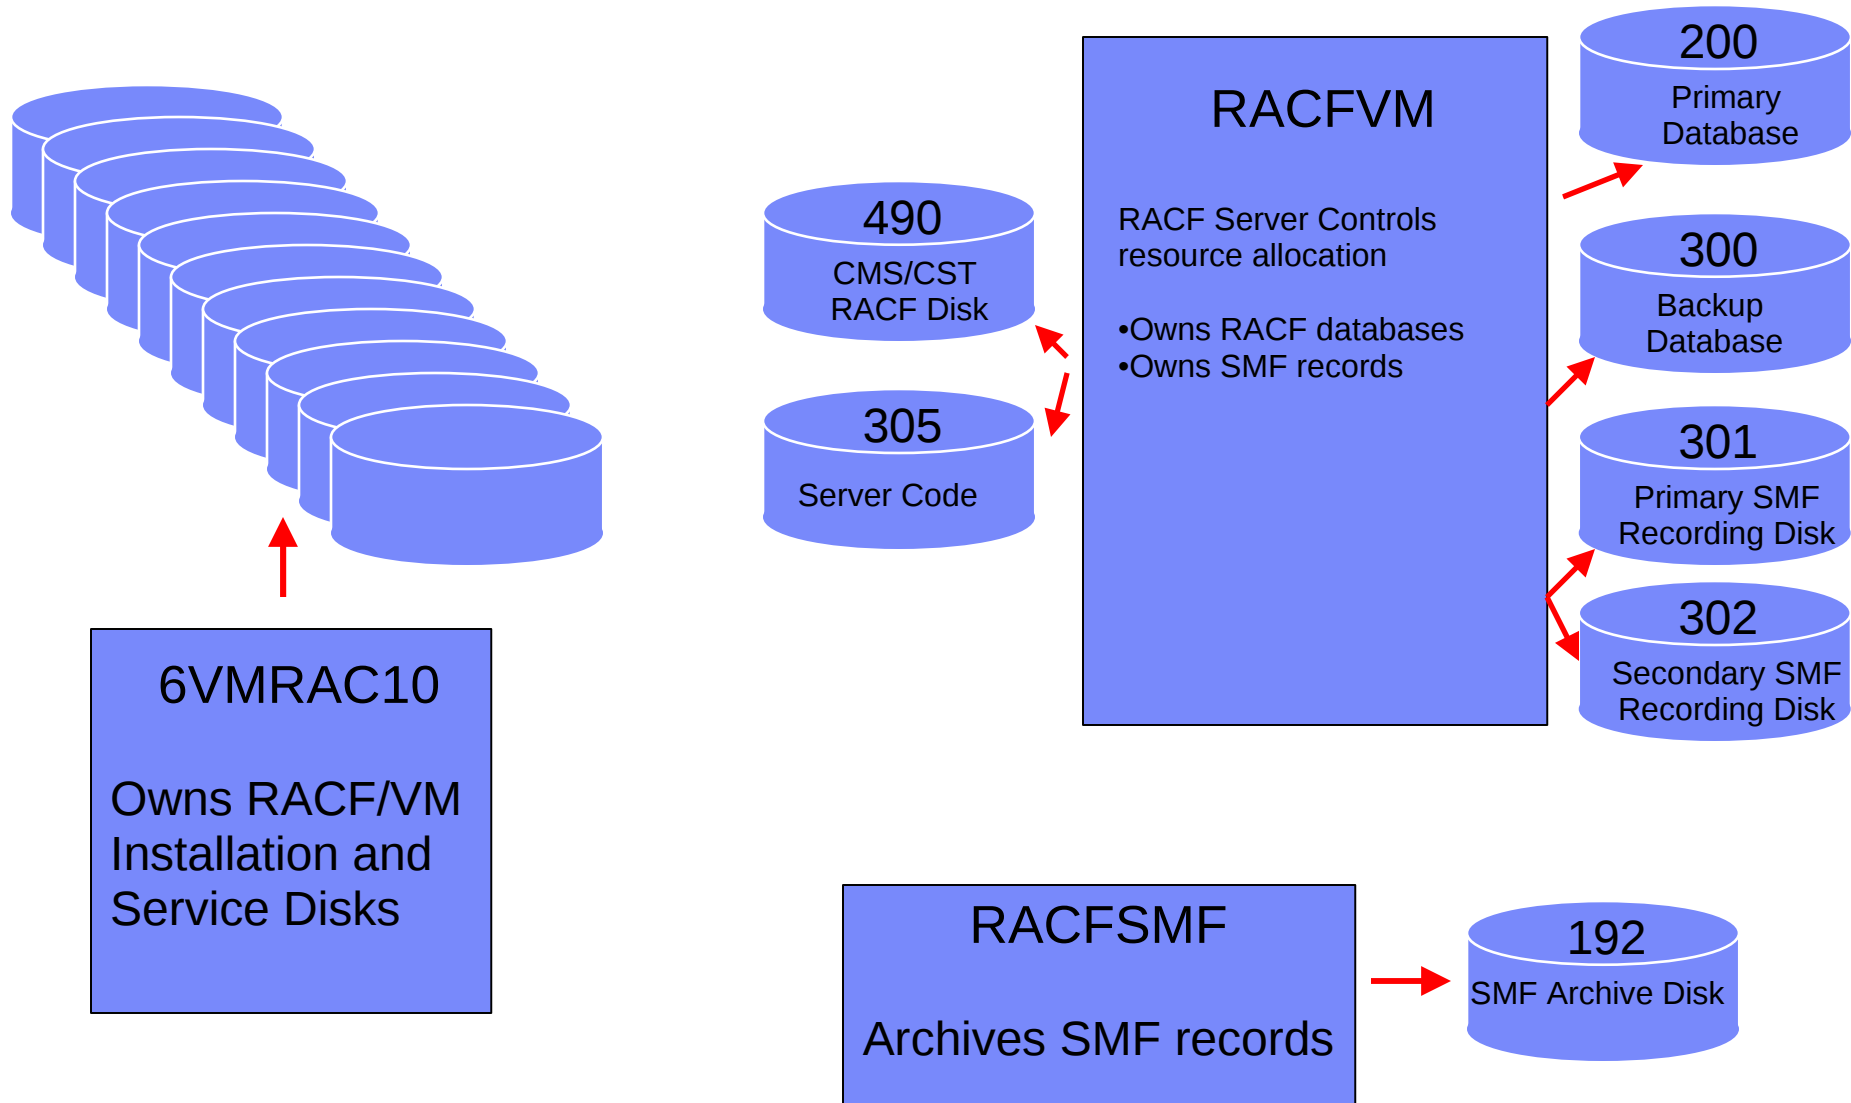 490
CMS/CST
RACF Disk
305
Server Code
RACFVM
RACF Server Controls
resource allocation
•Owns RACF databases
•Owns SMF records
200
Primary
Database
300
Backup
Database
301
Primary SMF
Recording Disk
302
Secondary SMF
Recording Disk
6VMRAC10
Owns RACF/VM
Installation and
Service Disks
RACFSMF
Archives SMF records
192
SMF Archive Disk